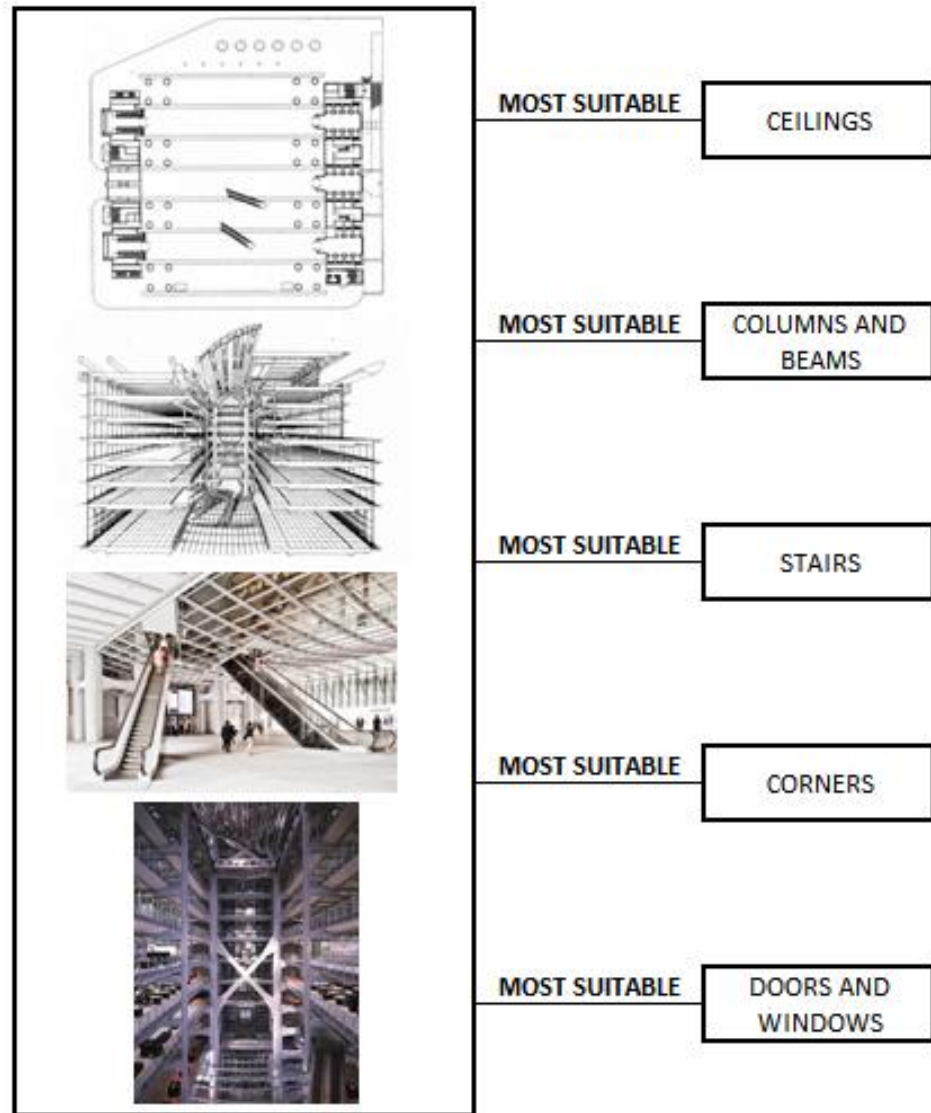 MOST SUITABLE
CEILINGS
MOST SUITABLE
COLUMNS AND
BEAMS
MOST SUITABLE
STAIRS
MOST SUITABLE
CORNERS
MOST SUITABLE
DOORS AND
WINDOWS